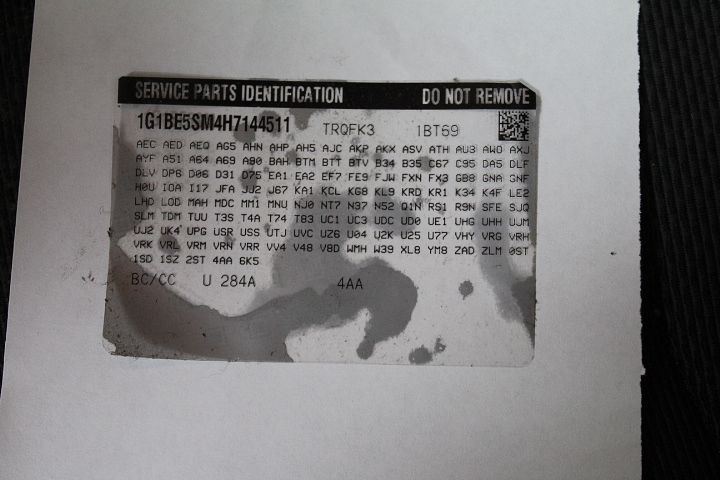 SERVICE PARTS IDENTIFICATION DO NOT REMOVE
1G1BE5SM4H7144511 TRQFK3 1BT69
AEC AED AEQ AG5 AHN AHP AH5 AJC AKP AKX ASV ATH AU3 AWO AXJ
AYF A51 A64 A69 A90 BAH BTM BTT BTV B34 B35 C67 C95 DA5 DLF
DLV DP6 D06 D31 D75 EA1 EA2 EF7 FE9 FJW FXN FX3 GB8 GNA GNF
H0U IOA I17 JFA JJ2 J67 KA1 KCL KG8 KL9 KRD KR1 K34 K4F LE2
LHD LOD MAH MDC MM1 MNU NJ0 NT7 N37 N52 QIN RS1 R9N SFE SJQ
SLM TDM TUU T3S T4A T74 T83 UC1 UC3 UDC UD0 UE1 UHG UHH UJM
UJ2 UK4 UPG USR USS UTJ UVC UZ6 U04 U2K U25 U77 VHY VRG VRH
VRK VRL VRM VRN VRR VV4 V48 V8D WMH W39 XL8 YM8 ZAD ZLM 0ST
1SD 1SZ 2ST 4AA 6K5
BC/CC U 284A 4AA